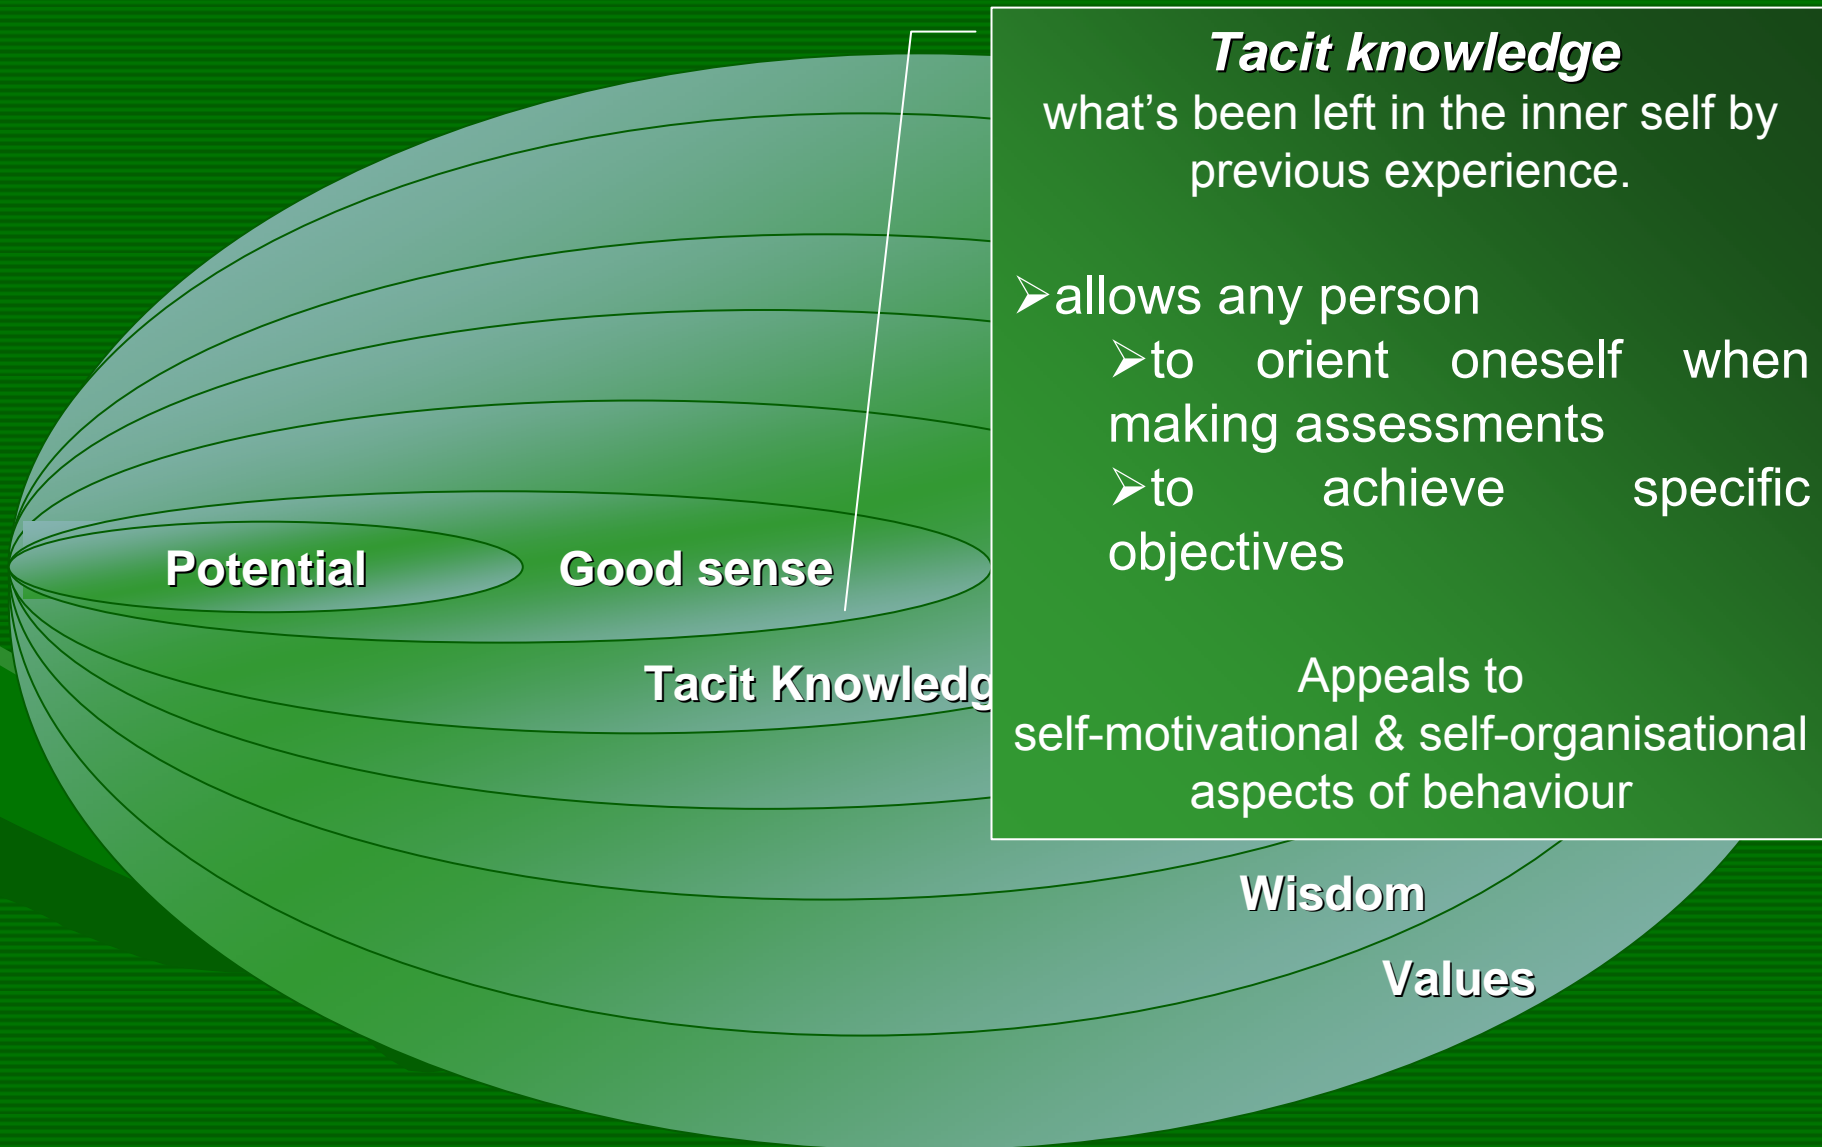 Tacit knowledge
what’s been left in the inner self by
previous experience.
➢allows any person
➢to orient oneself when
making assessments
➢to achieve specific
objectives
Appeals to
self-motivational & self-organisational
aspects of behaviour
Potential
Good sense
Tacit Knowledg
Wisdom
Values